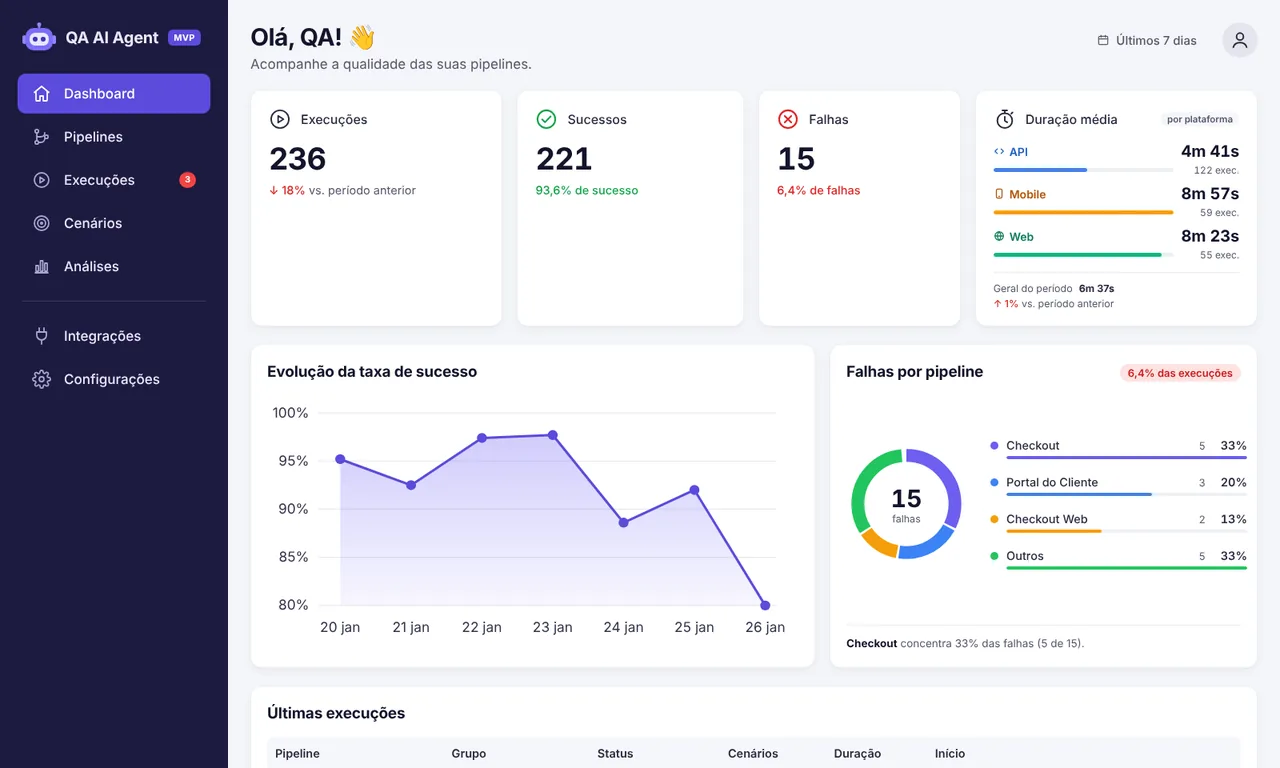 QA AI Agent MVP
Dashboard
Pipelines
Execuções 3
Cenários
Análises
Integrações
Configurações
Olá, QA! 👋
Acompanhe a qualidade das suas pipelines.
Últimos 7 dias
Execuções
236
↓ 18% vs. período anterior
Sucessos
221
93,6% de sucesso
Falhas
15
6,4% de falhas
Duração média por plataforma
API 4m 41s
122 exec.
Mobile 8m 57s
59 exec.
Web 8m 23s
55 exec.
Geral do período 6m 37s
↑ 1% vs. período anterior
Evolução da taxa de sucesso
100%
95%
90%
85%
80%
20 jan 21 jan 22 jan 23 jan 24 jan 25 jan 26 jan
Falhas por pipeline 6,4% das execuções
15
falhas
Checkout 5 33%
Portal do Cliente 3 20%
Checkout Web 2 13%
Outros 5 33%
Checkout concentra 33% das falhas (5 de 15).
Últimas execuções
Pipeline Grupo Status Cenários Duração Início